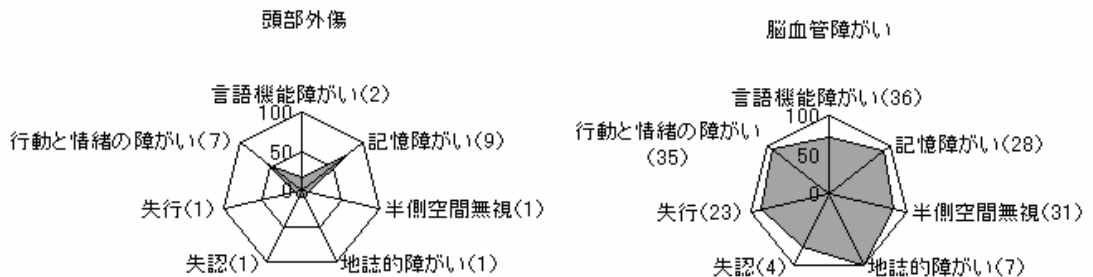 頭部外傷
言語機能障がい(2)
100
行動と情緒の障がい(7)
記憶障がい(9)
50
0
失行(1)
半側空間無視(1)
失認(1)
地誌的障がい(1)
脳血管障がい
言語機能障がい(36)
100
行動と情緒の障がい
(35)
記憶障がい(28)
50
0
失行(23)
半側空間無視(31)
失認(4)
地誌的障がい(7)